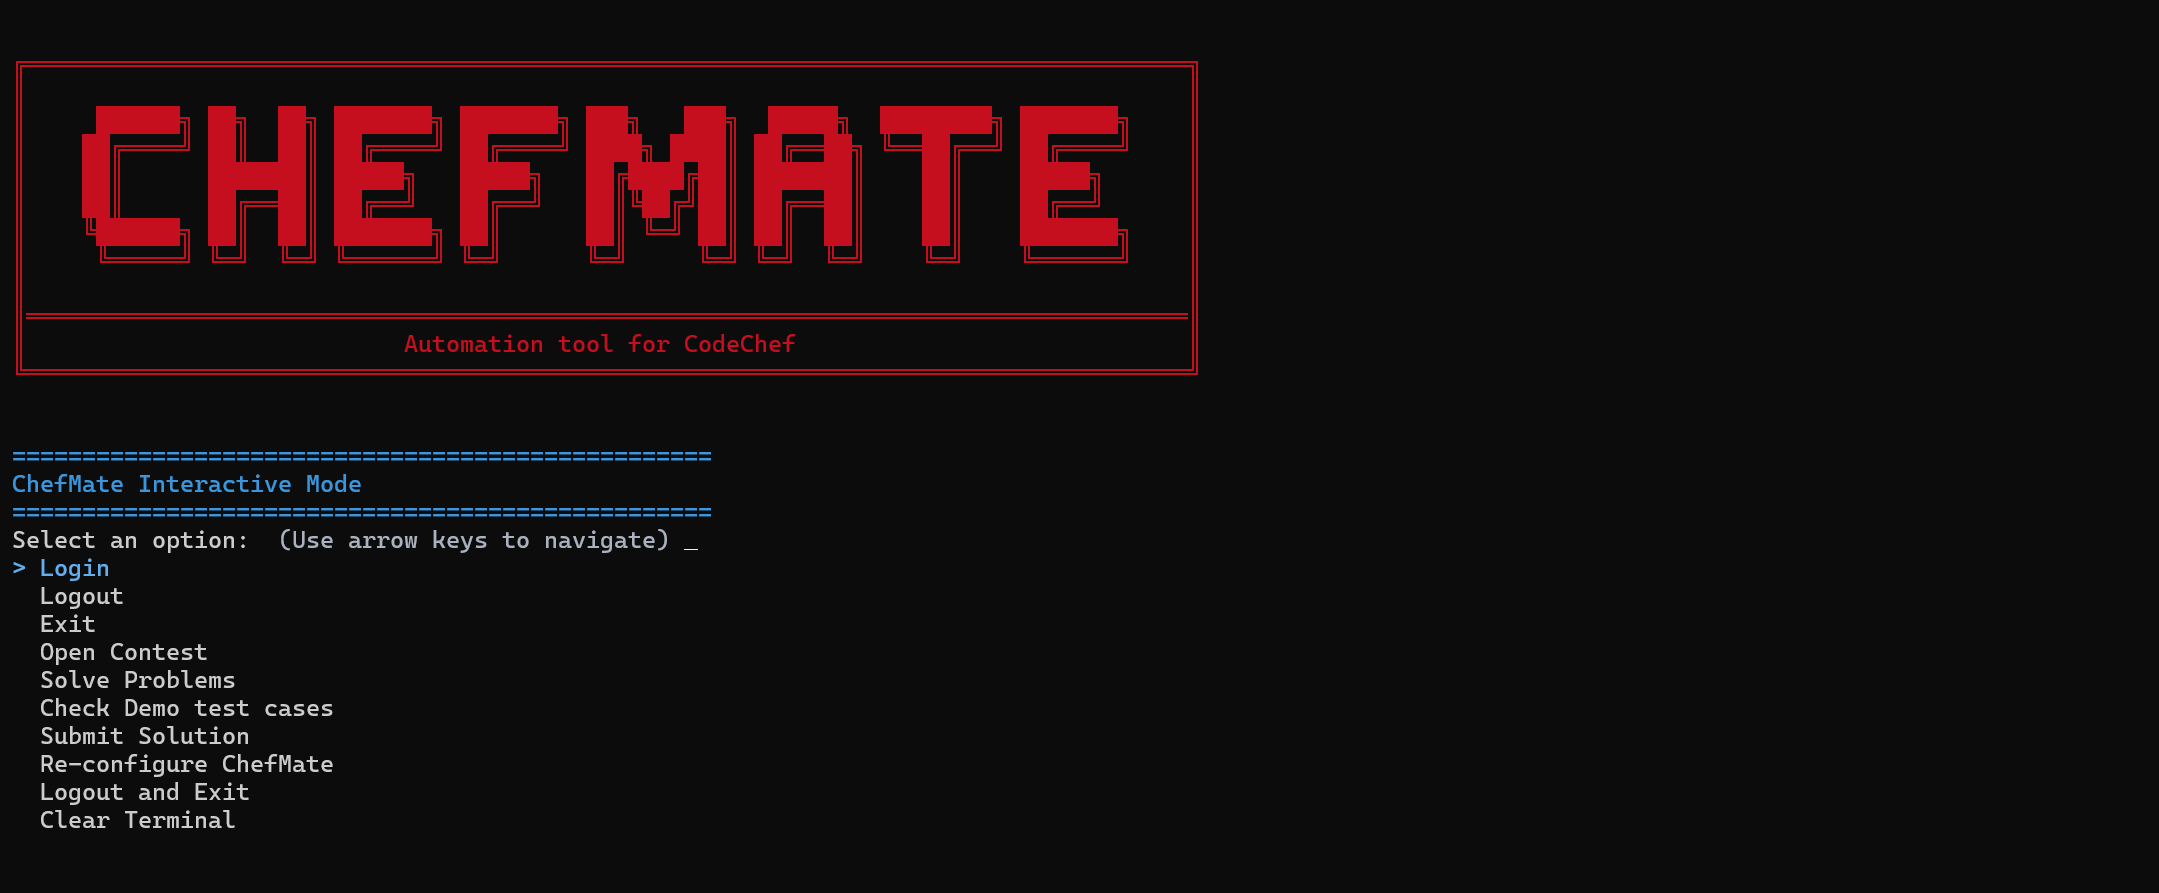 CHEFMATE
Automation tool for CodeChef
==================================================
ChefMate Interactive Mode
==================================================
Select an option:  (Use arrow keys to navigate) _
> Login
  Logout
  Exit
  Open Contest
  Solve Problems
  Check Demo test cases
  Submit Solution
  Re-configure ChefMate
  Logout and Exit
  Clear Terminal